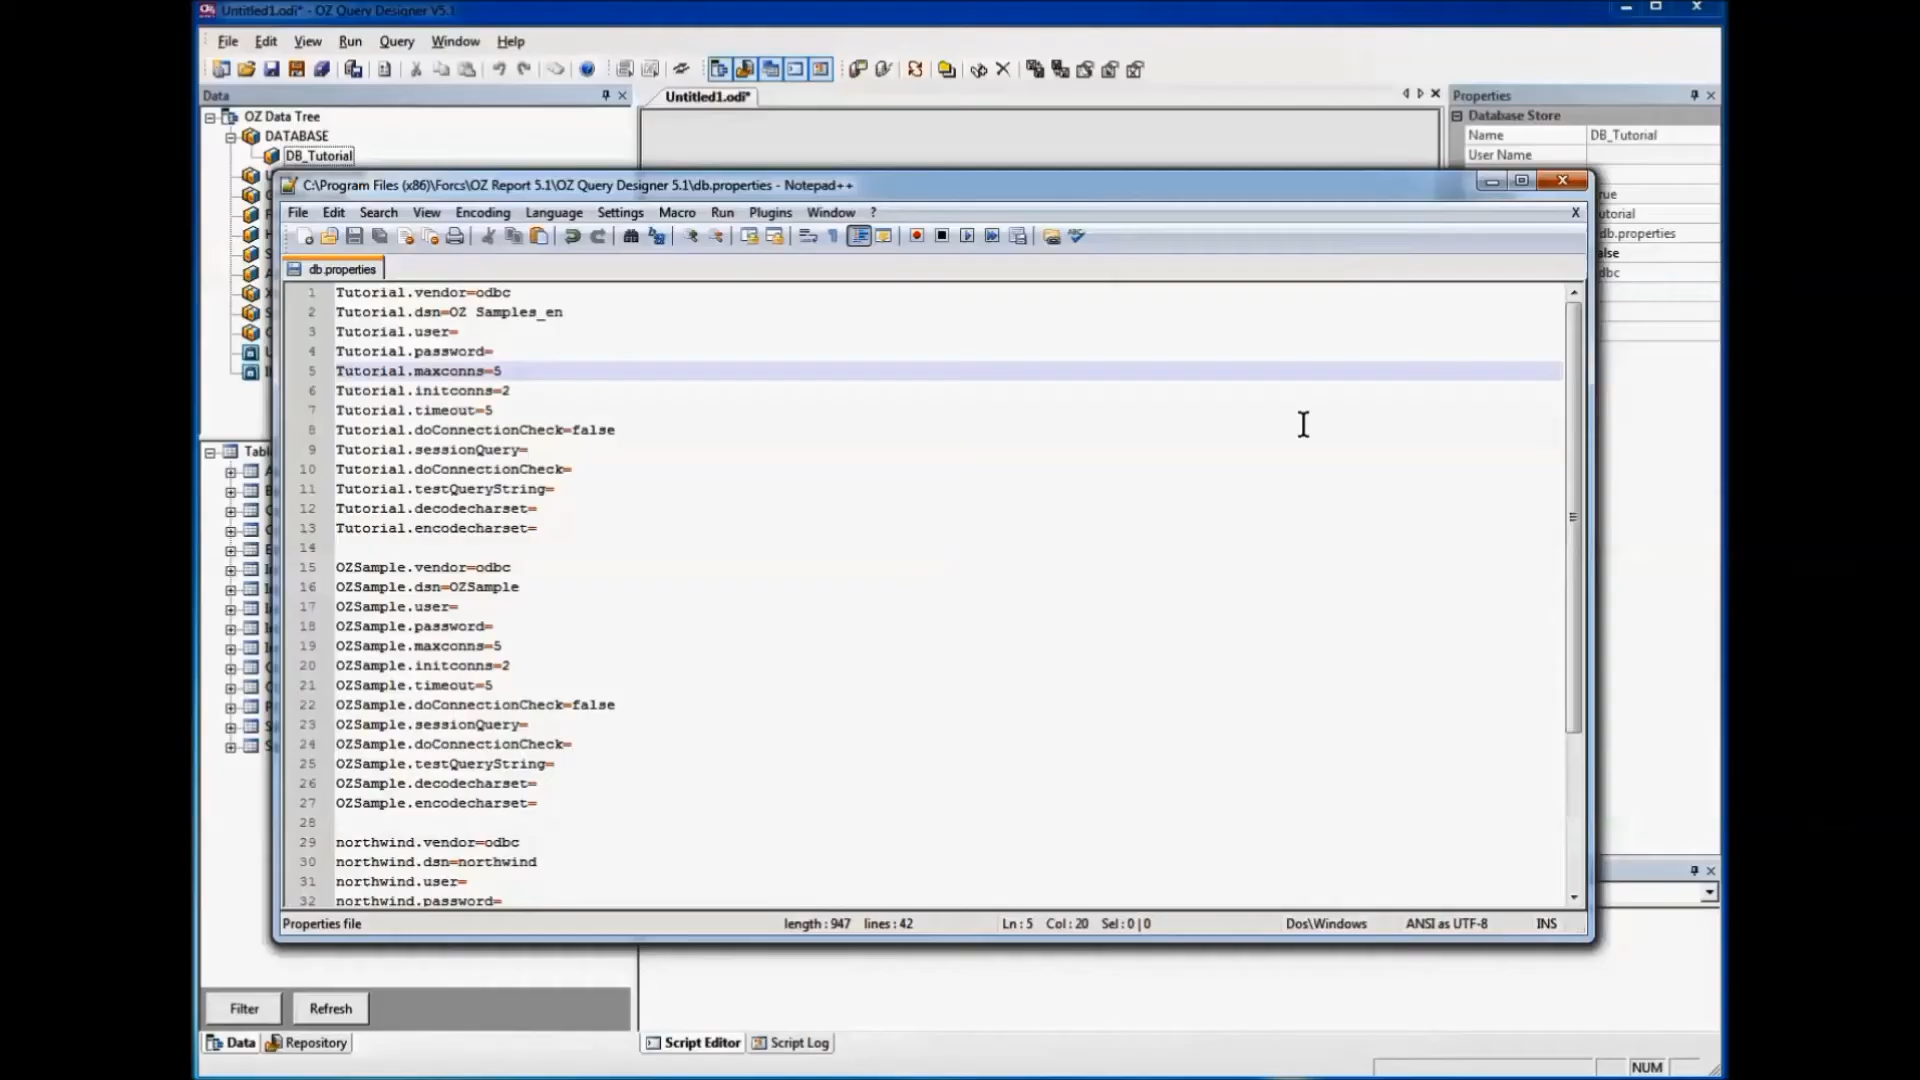 Untitled1.odi* - OZ Query Designer V5.1
File Edit View Run Query Window Help
Data
Untitled1.odi*
Properties
OZ Data Tree
DATABASE
DB_Tutorial
Database Store
Name DB_Tutorial
User Name
C:\Program Files (x86)\Forcs\OZ Report 5.1\OZ Query Designer 5.1\db.properties - Notepad++
File Edit Search View Encoding Language Settings Macro Run Plugins Window ? X
rue
utorial
db.properties
alse
dbc
db.properties
1 Tutorial.vendor=odbc
2 Tutorial.dsn=OZ Samples_en
3 Tutorial.user=
4 Tutorial.password=
5 Tutorial.maxconns=5
6 Tutorial.initconns=2
7 Tutorial.timeout=5
8 Tutorial.doConnectionCheck=false
9 Tutorial.sessionQuery=
10 Tutorial.doConnectionCheck=
11 Tutorial.testQueryString=
12 Tutorial.decodecharset=
13 Tutorial.encodecharset=
14
15 OZSample.vendor=odbc
16 OZSample.dsn=OZSample
17 OZSample.user=
18 OZSample.password=
19 OZSample.maxconns=5
20 OZSample.initconns=2
21 OZSample.timeout=5
22 OZSample.doConnectionCheck=false
23 OZSample.sessionQuery=
24 OZSample.doConnectionCheck=
25 OZSample.testQueryString=
26 OZSample.decodecharset=
27 OZSample.encodecharset=
28
29 northwind.vendor=odbc
30 northwind.dsn=northwind
31 northwind.user=
32 northwind.password=
Tabl
Properties file length : 947 lines : 42 Ln : 5 Col : 20 Sel : 0 | 0 Dos\Windows ANSI as UTF-8 INS
Filter Refresh
Data Repository
Script Editor Script Log
NUM